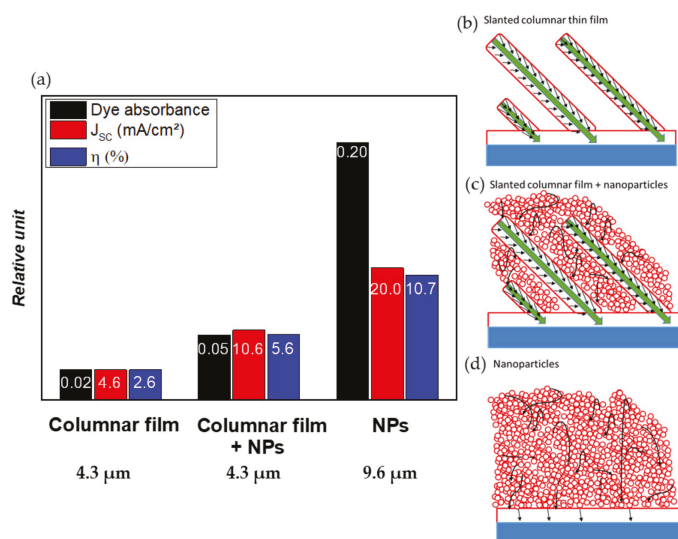 (a)
Dye absorbance
J_SC (mA/cm²)
η (%)
Relative unit
0.02
4.6
2.6
0.05
10.6
5.6
0.20
20.0
10.7
Columnar film
Columnar film
+ NPs
NPs
4.3 μm
4.3 μm
9.6 μm
(b)
Slanted columnar thin film
(c)
Slanted columnar film + nanoparticles
(d)
Nanoparticles